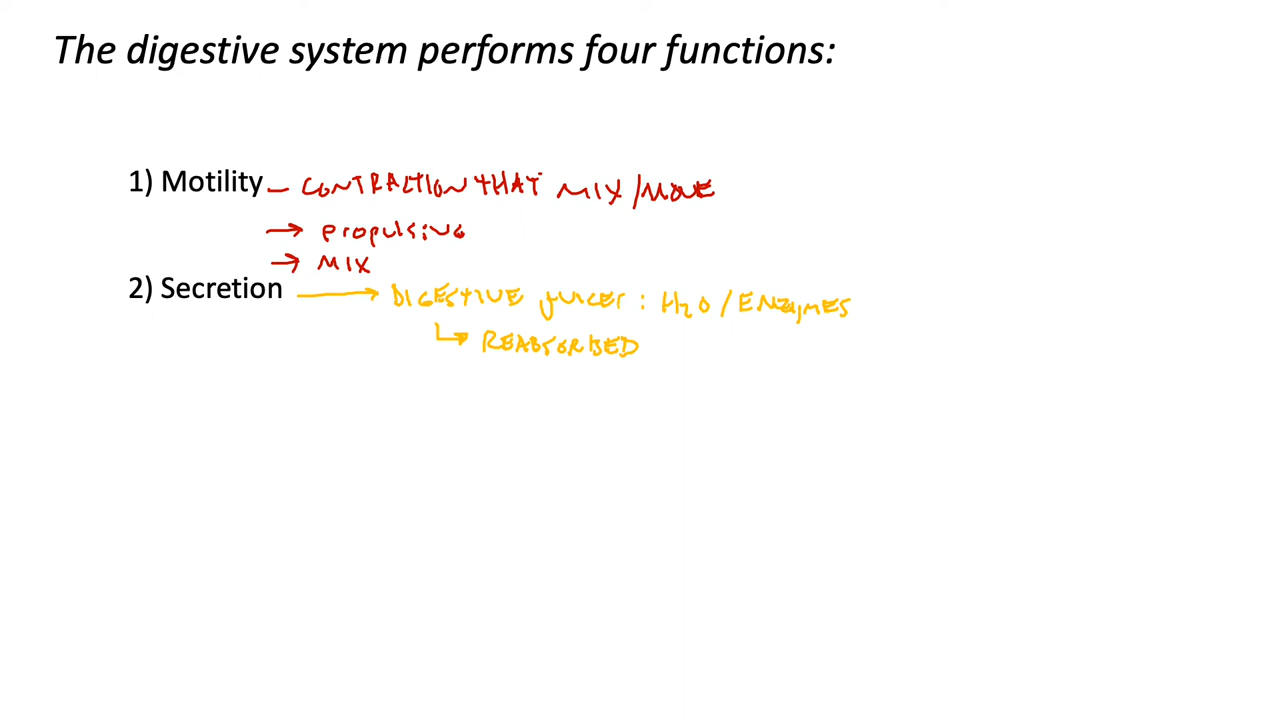 The digestive system performs four functions:
1) Motility – CONTRACTION THAT MIX/MOVE
→ propulsive
→ MIX
2) Secretion → DIGESTIVE JUICES : H2O / ENZYMES
↳ REABSORBED